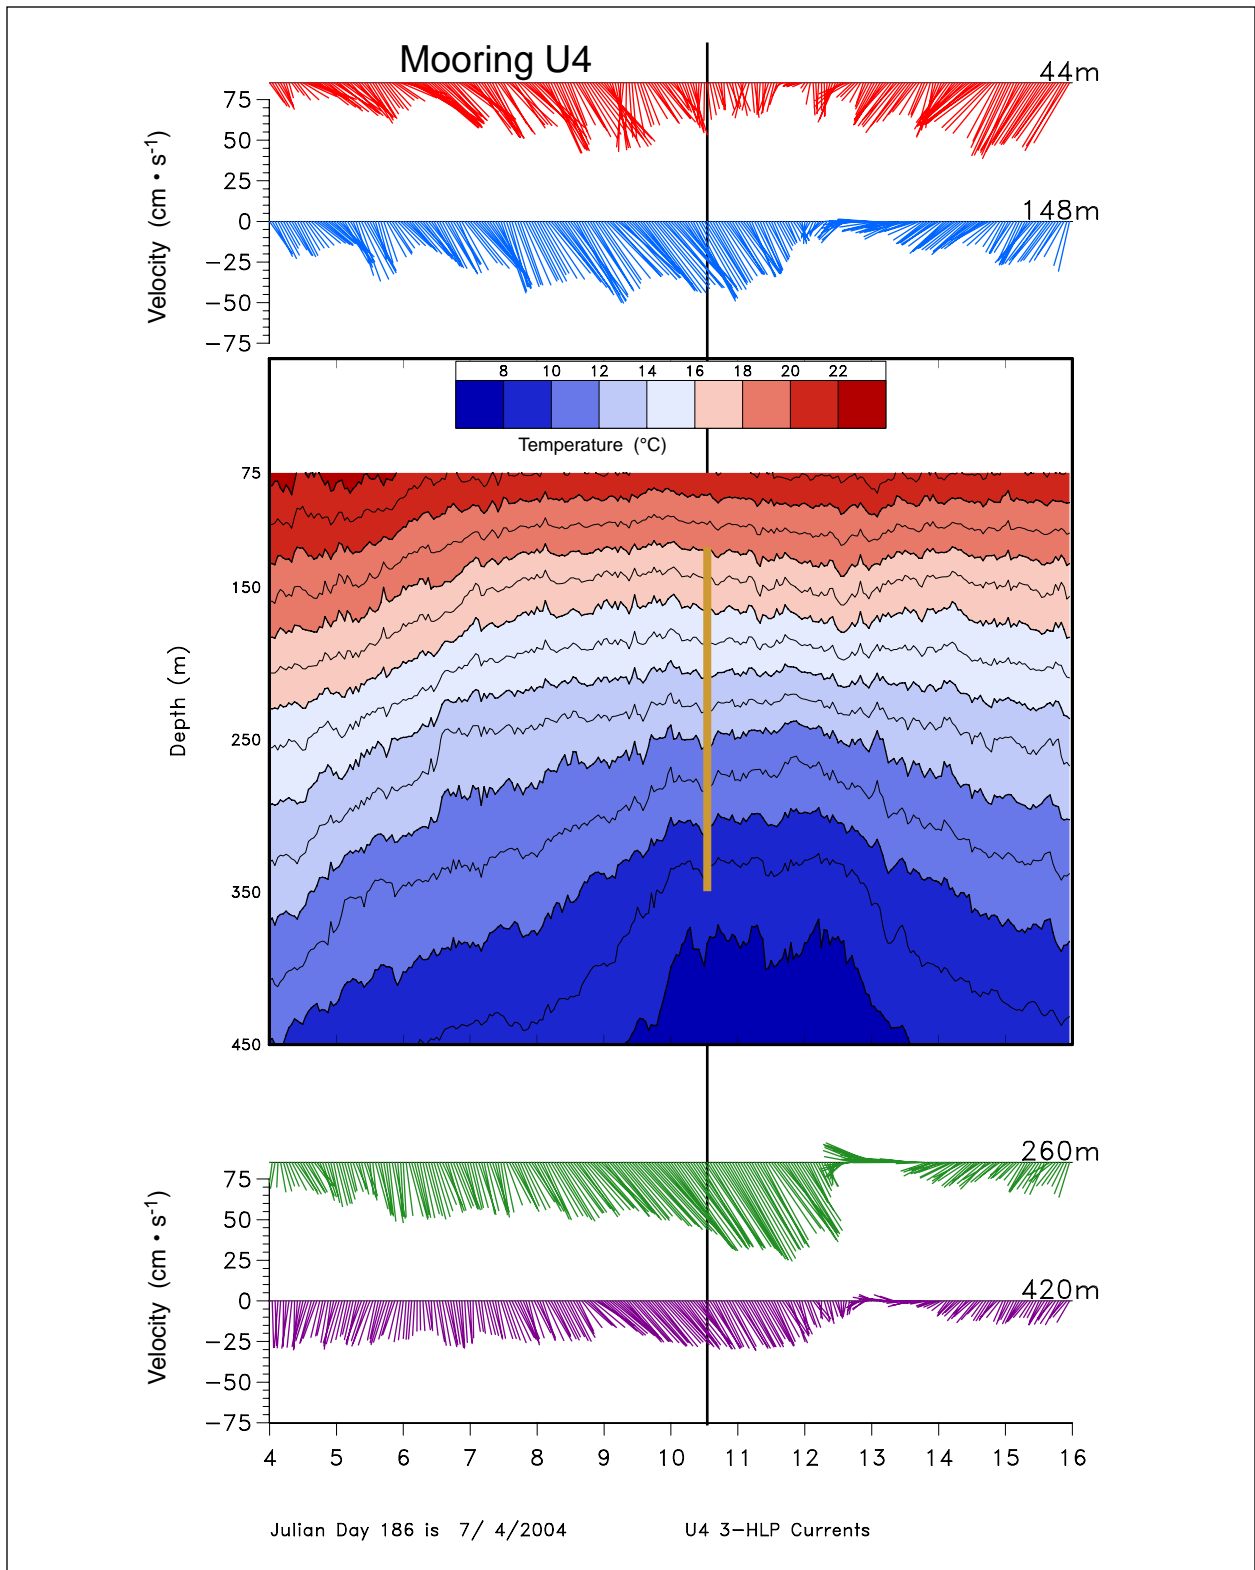 Mooring U4
44m
75
50
25
0
−25
−50
−75
Velocity (cm • s-1)
148m
8 10 12 14 16 18 20 22
Temperature (°C)
75
150
250
350
450
Depth (m)
260m
75
50
25
0
−25
−50
−75
Velocity (cm • s-1)
420m
4 5 6 7 8 9 10 11 12 13 14 15 16
Julian Day 186 is 7/ 4/2004
U4 3−HLP Currents